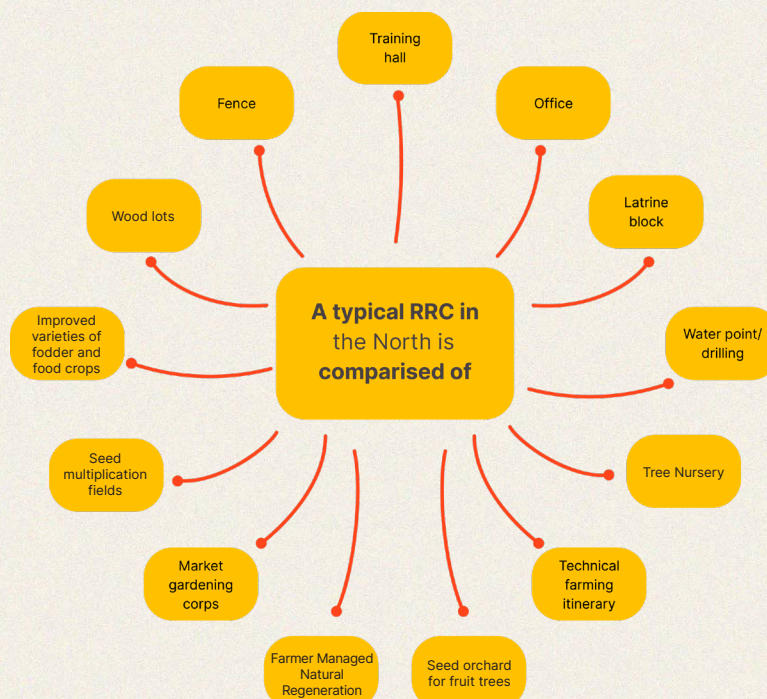 Training
hall
Fence
Office
Wood lots
Latrine
block
A typical RRC in
the North is
comparised of
Improved
varieties of
fodder and
food crops
Water point/
drilling
Seed
multiplication
fields
Tree Nursery
Market
gardening
corps
Technical
farming
itinerary
Farmer Managed
Natural
Regeneration
Seed orchard
for fruit trees